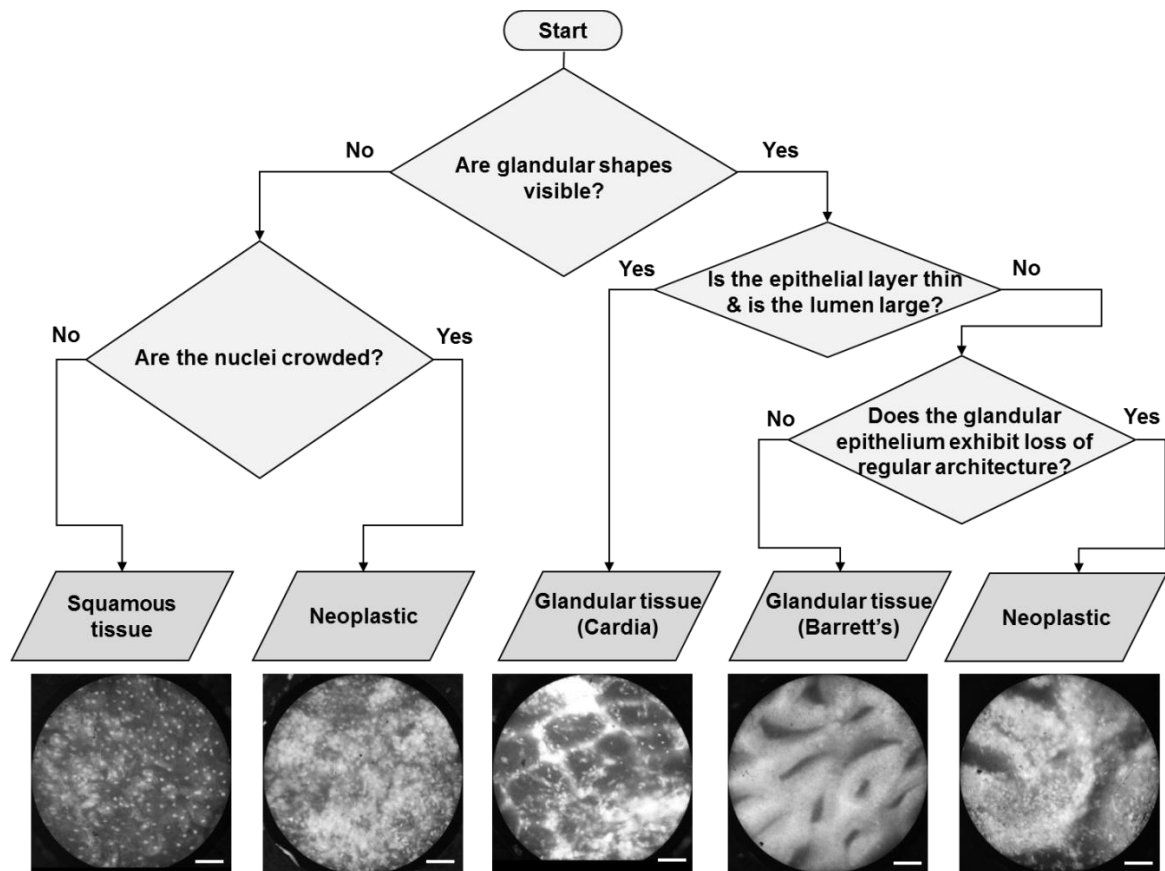 Start
Are glandular shapes
visible?
No
Yes
Are the nuclei crowded?
No
Yes
Is the epithelial layer thin
& is the lumen large?
Yes
No
Does the glandular
epithelium exhibit loss of
regular architecture?
No
Yes
Squamous
tissue
Neoplastic
Glandular tissue
(Cardia)
Glandular tissue
(Barrett's)
Neoplastic